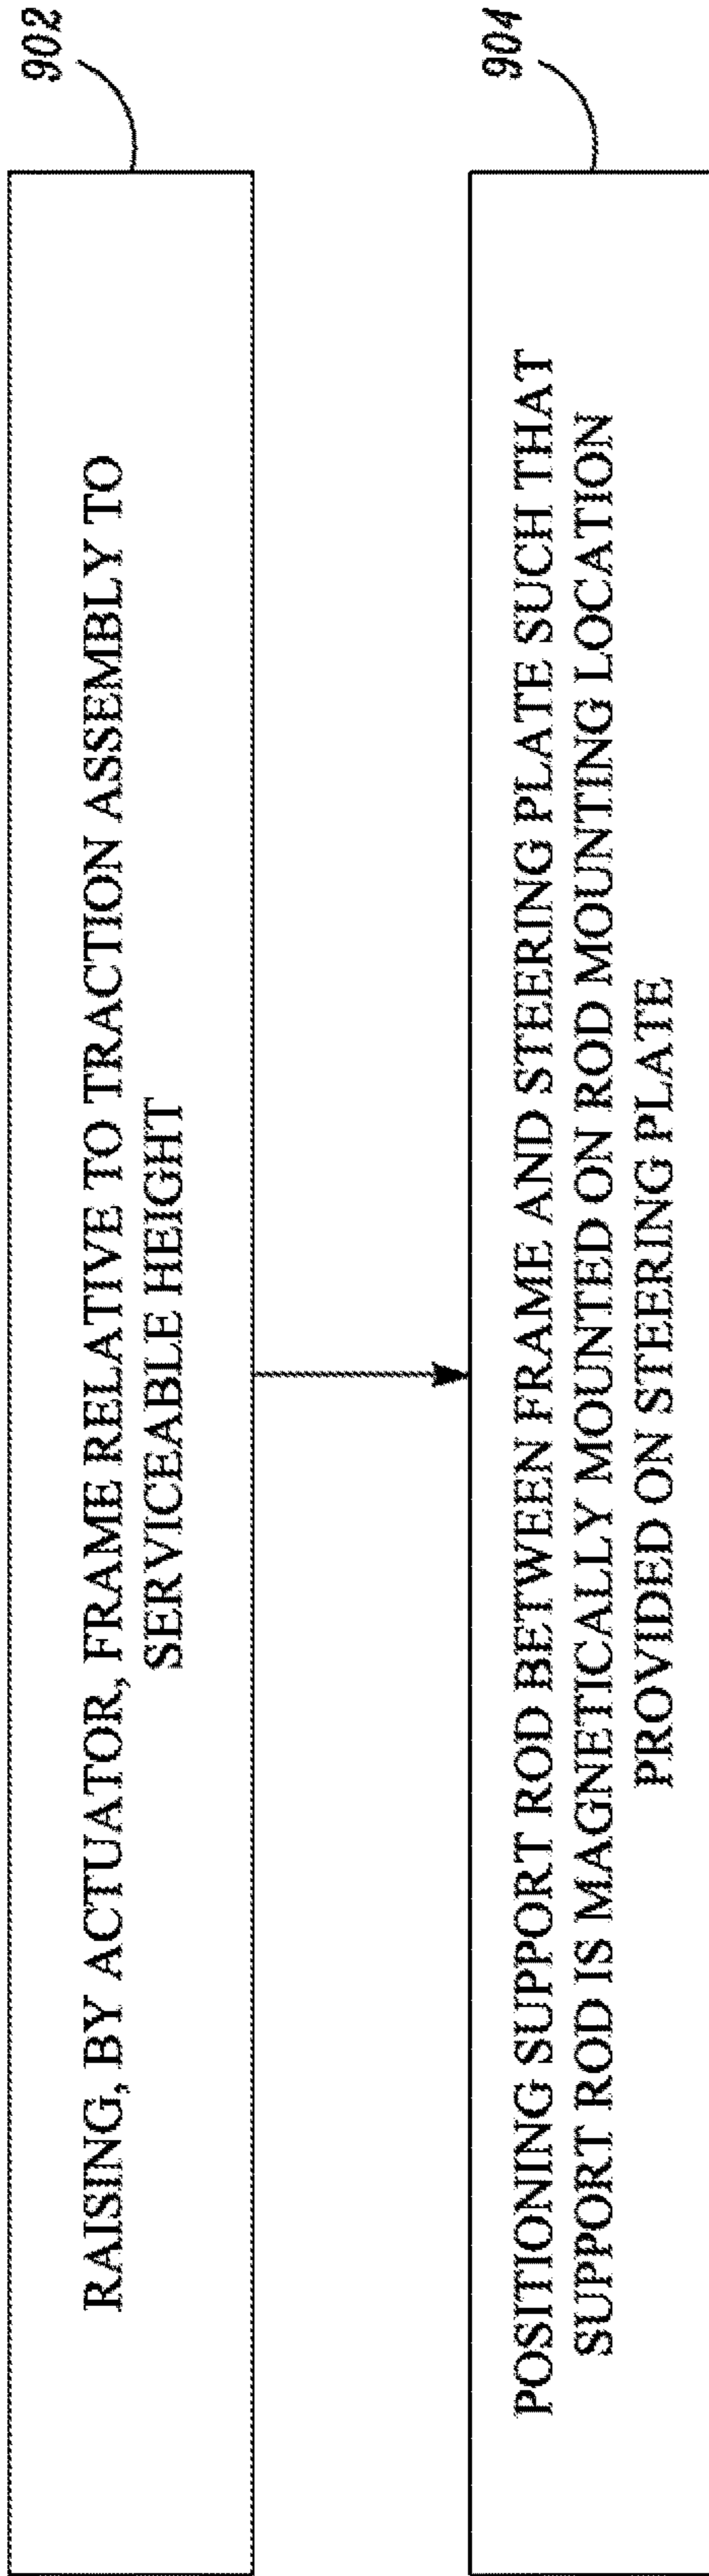 902
RAISING, BY ACTUATOR, FRAME RELATIVE TO TRACTION ASSEMBLY TO
SERVICEABLE HEIGHT
904
POSITIONING SUPPORT ROD BETWEEN FRAME AND STEERING PLATE SUCH THAT
SUPPORT ROD IS MAGNETICALLY MOUNTED ON ROD MOUNTING LOCATION
PROVIDED ON STEERING PLATE